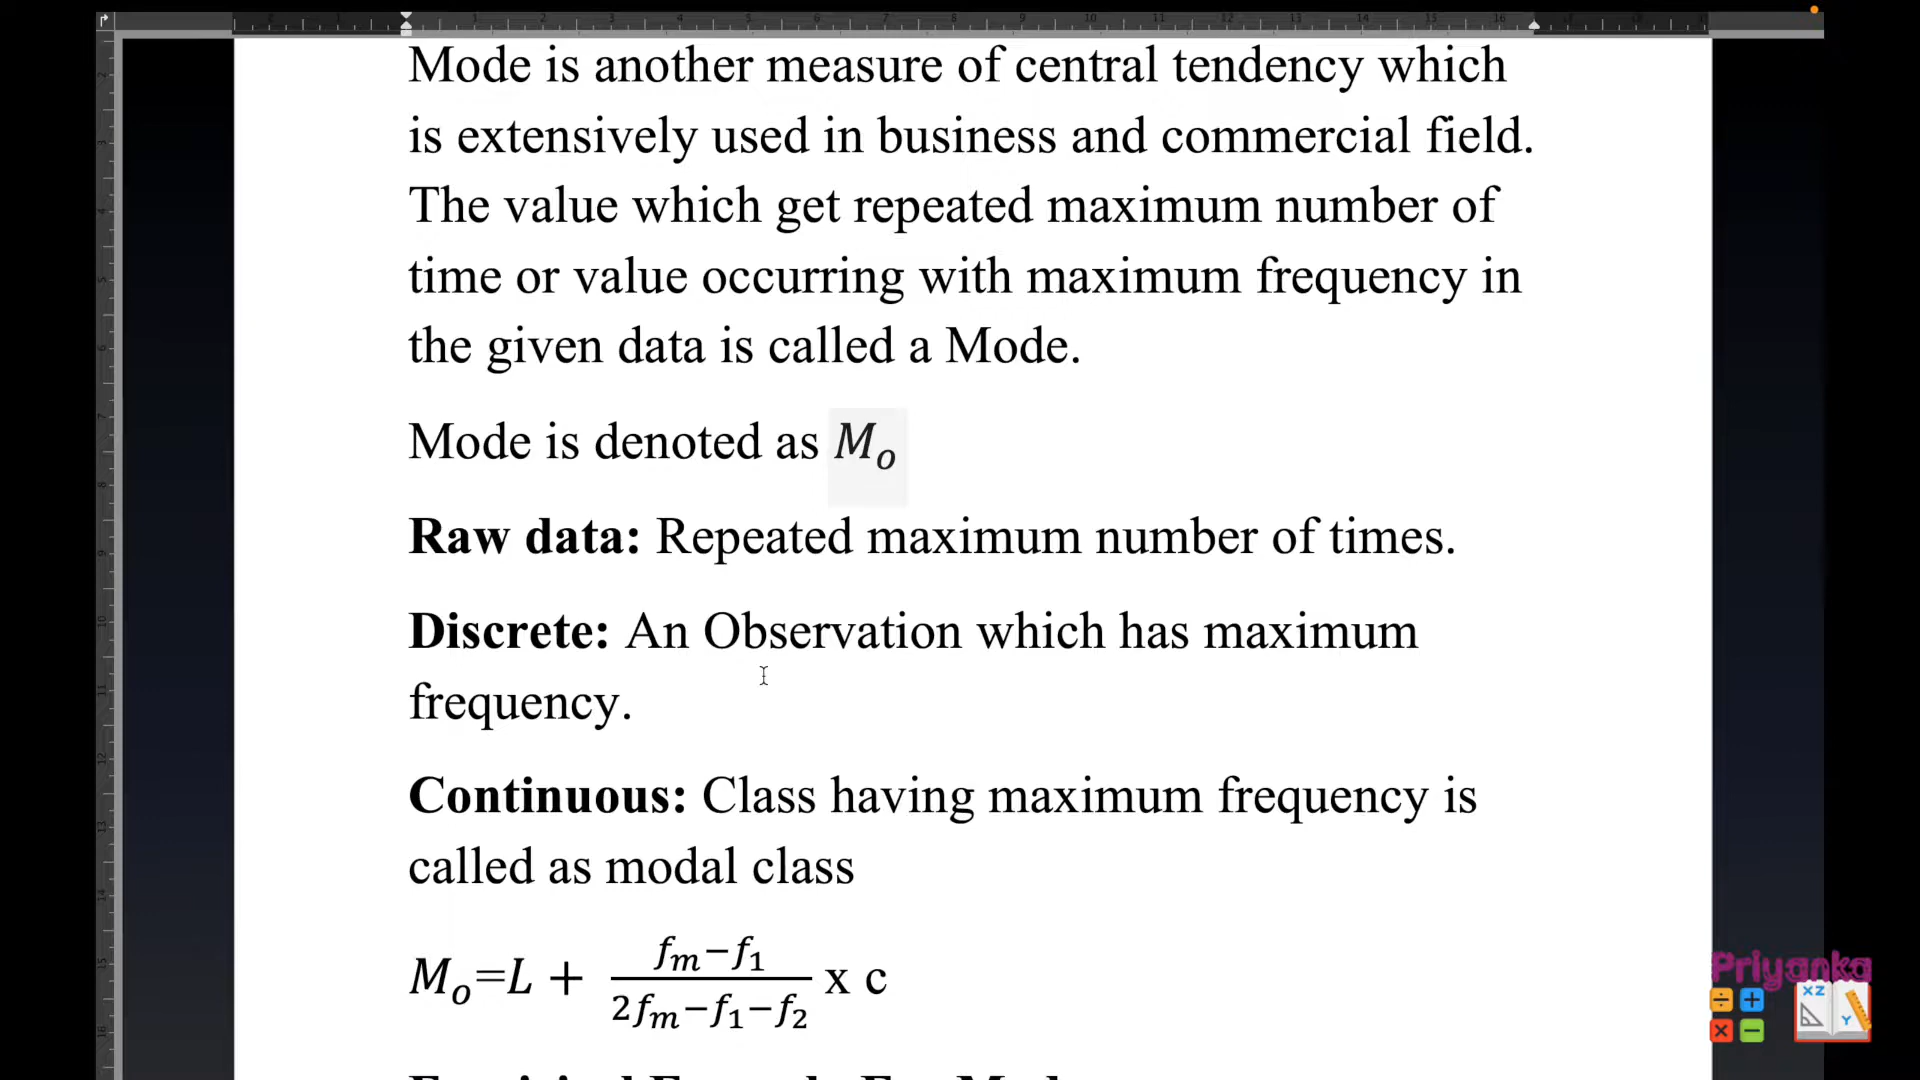 Mode is another measure of central tendency which
is extensively used in business and commercial field.
The value which get repeated maximum number of
time or value occurring with maximum frequency in
the given data is called a Mode.
Mode is denoted as Mₒ
Raw data: Repeated maximum number of times.
Discrete: An Observation which has maximum
frequency.
Continuous: Class having maximum frequency is
called as modal class
Mₒ=L + (fₘ−f₁)/(2fₘ−f₁−f₂) x c
Priyanka
XZ
Y